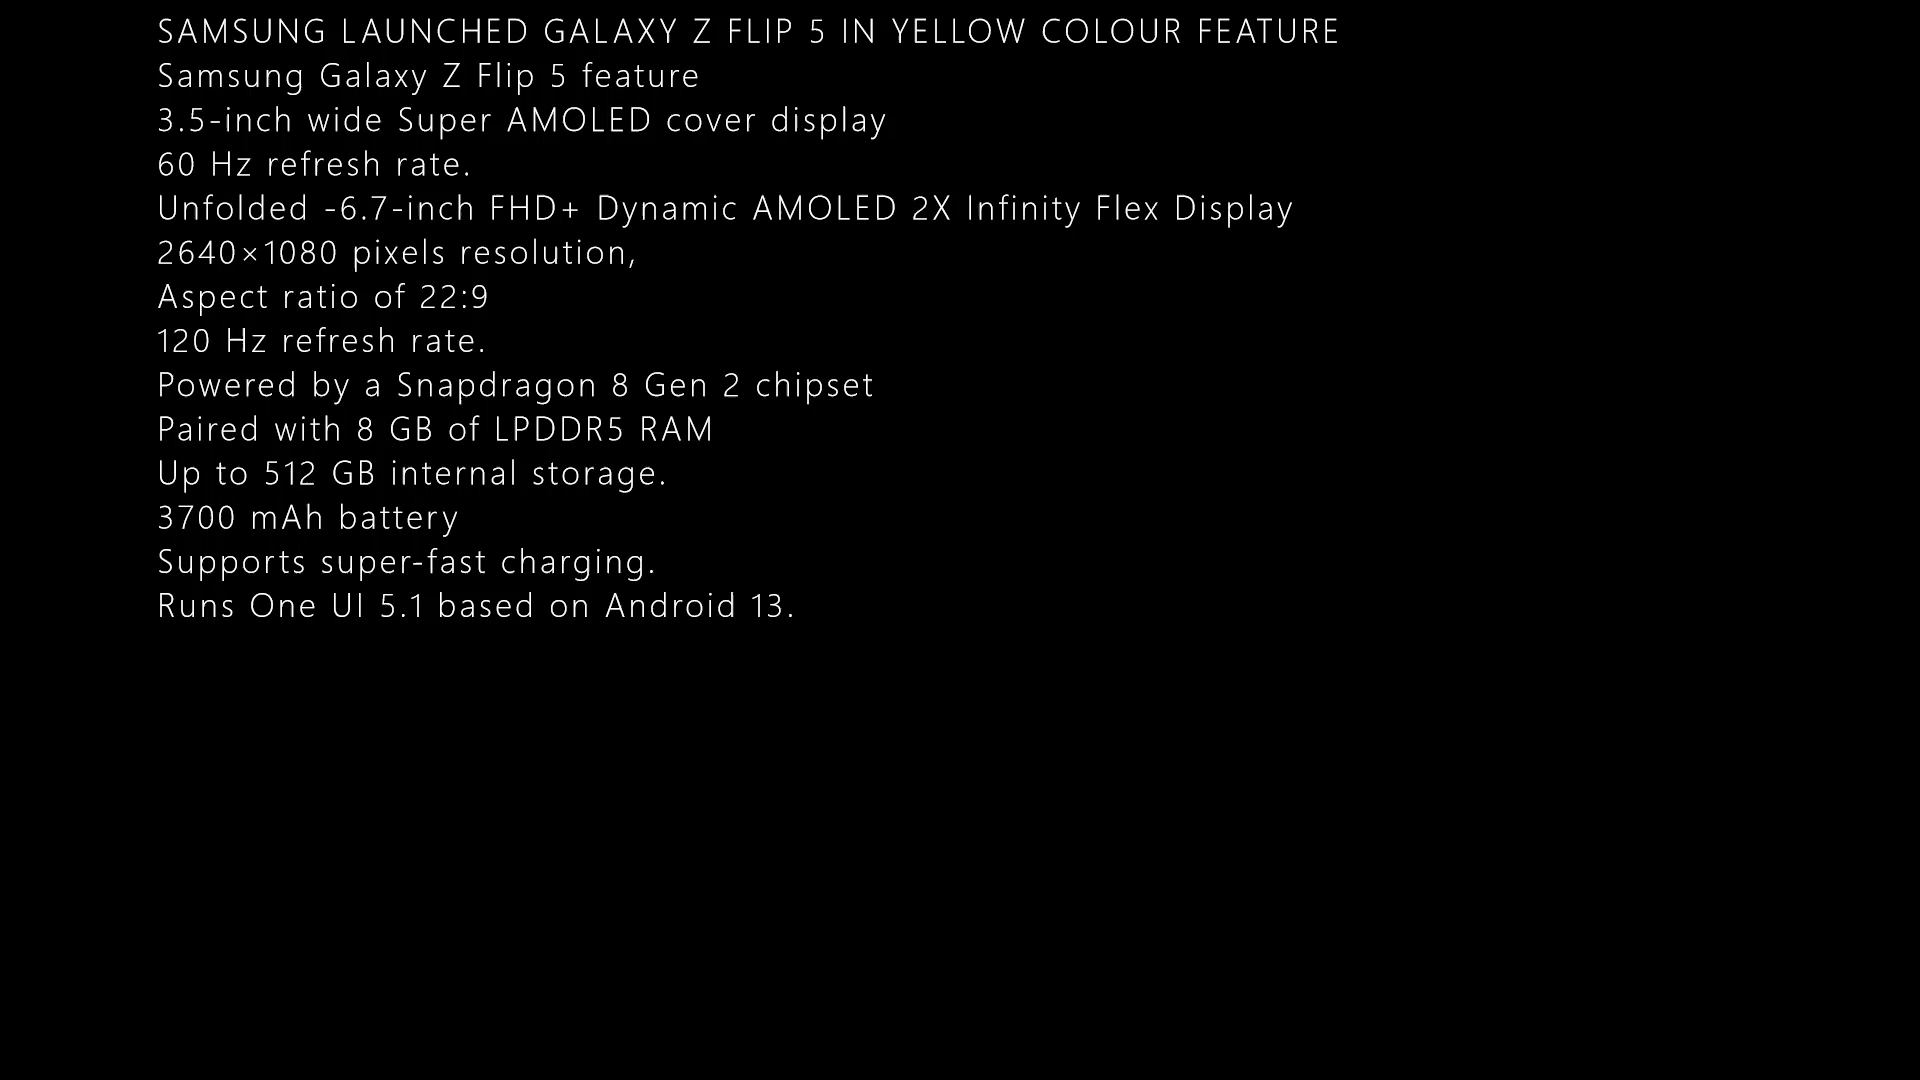 SAMSUNG LAUNCHED GALAXY Z FLIP 5 IN YELLOW COLOUR FEATURE
Samsung Galaxy Z Flip 5 feature
3.5-inch wide Super AMOLED cover display
60 Hz refresh rate.
Unfolded -6.7-inch FHD+ Dynamic AMOLED 2X Infinity Flex Display
2640×1080 pixels resolution,
Aspect ratio of 22:9
120 Hz refresh rate.
Powered by a Snapdragon 8 Gen 2 chipset
Paired with 8 GB of LPDDR5 RAM
Up to 512 GB internal storage.
3700 mAh battery
Supports super-fast charging.
Runs One UI 5.1 based on Android 13.